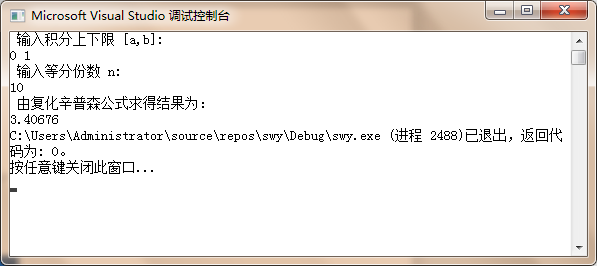 Microsoft Visual Studio 调试控制台
输入积分上下限 [a,b]:
0 1
输入等分份数 n:
10
由复化辛普森公式求得结果为:
3.40676
C:\Users\Administrator\source\repos\swy\Debug\swy.exe (进程 2488)已退出，返回代
码为: 0。
按任意键关闭此窗口...